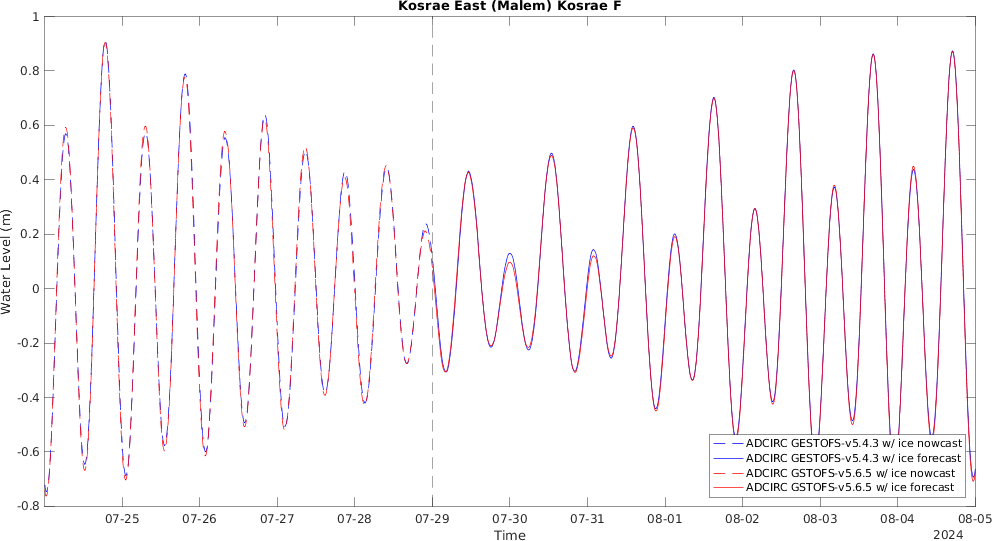 Kosrae East (Malem) Kosrae F
Water Level (m)
1
0.8
0.6
0.4
0.2
0
-0.2
-0.4
-0.6
-0.8
ADCIRC GESTOFS-v5.4.3 w/ ice nowcast
ADCIRC GESTOFS-v5.4.3 w/ ice forecast
ADCIRC GSTOFS-v5.6.5 w/ ice nowcast
ADCIRC GSTOFS-v5.6.5 w/ ice forecast
07-25 07-26 07-27 07-28 07-29 07-30 07-31 08-01 08-02 08-03 08-04 08-05
Time
2024